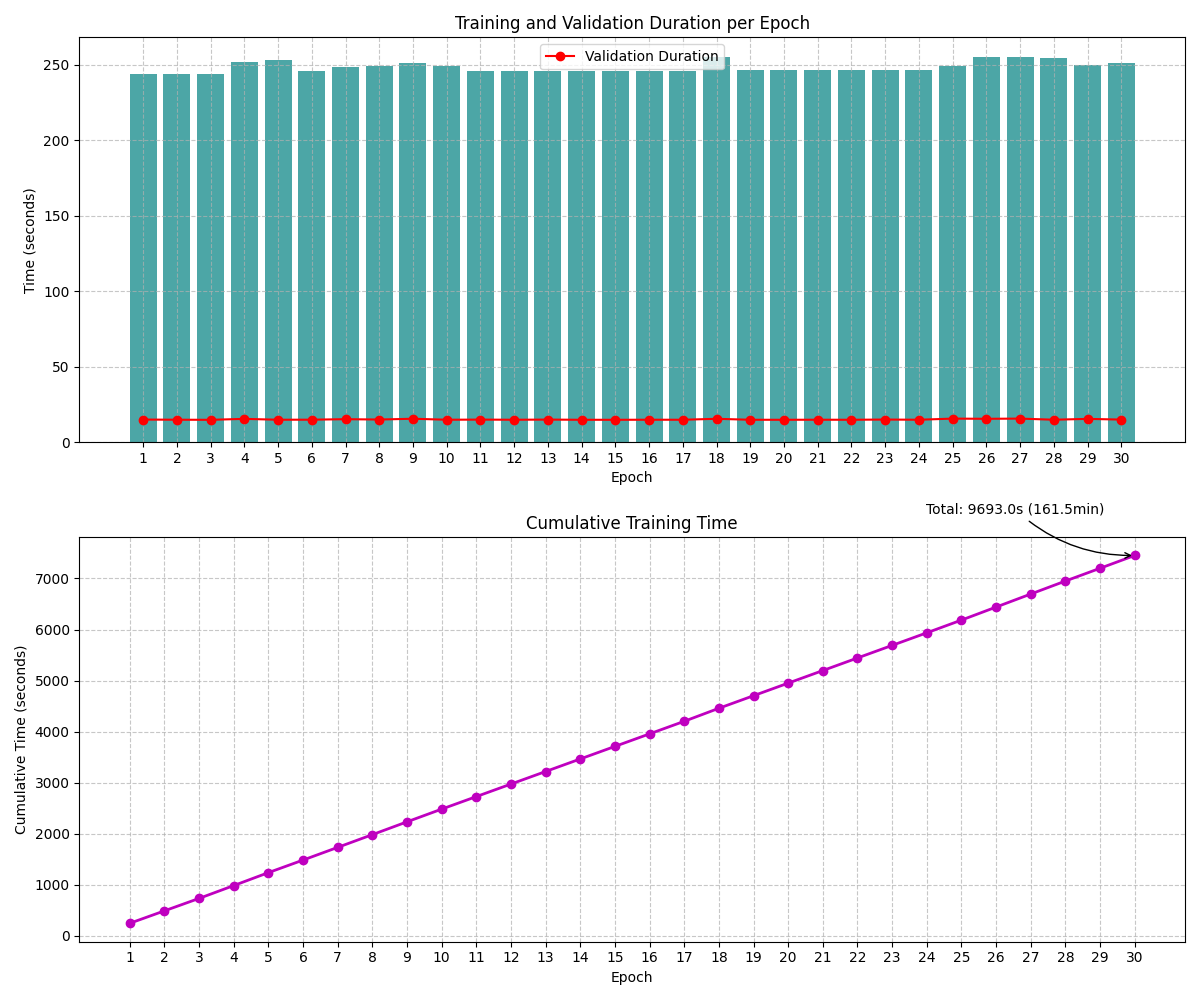 Training and Validation Duration per Epoch
Validation Duration
Time (seconds)
250
200
150
100
50
0
1 2 3 4 5 6 7 8 9 10 11 12 13 14 15 16 17 18 19 20 21 22 23 24 25 26 27 28 29 30
Epoch
Total: 9693.0s (161.5min)
Cumulative Training Time
Cumulative Time (seconds)
7000
6000
5000
4000
3000
2000
1000
0
1 2 3 4 5 6 7 8 9 10 11 12 13 14 15 16 17 18 19 20 21 22 23 24 25 26 27 28 29 30
Epoch